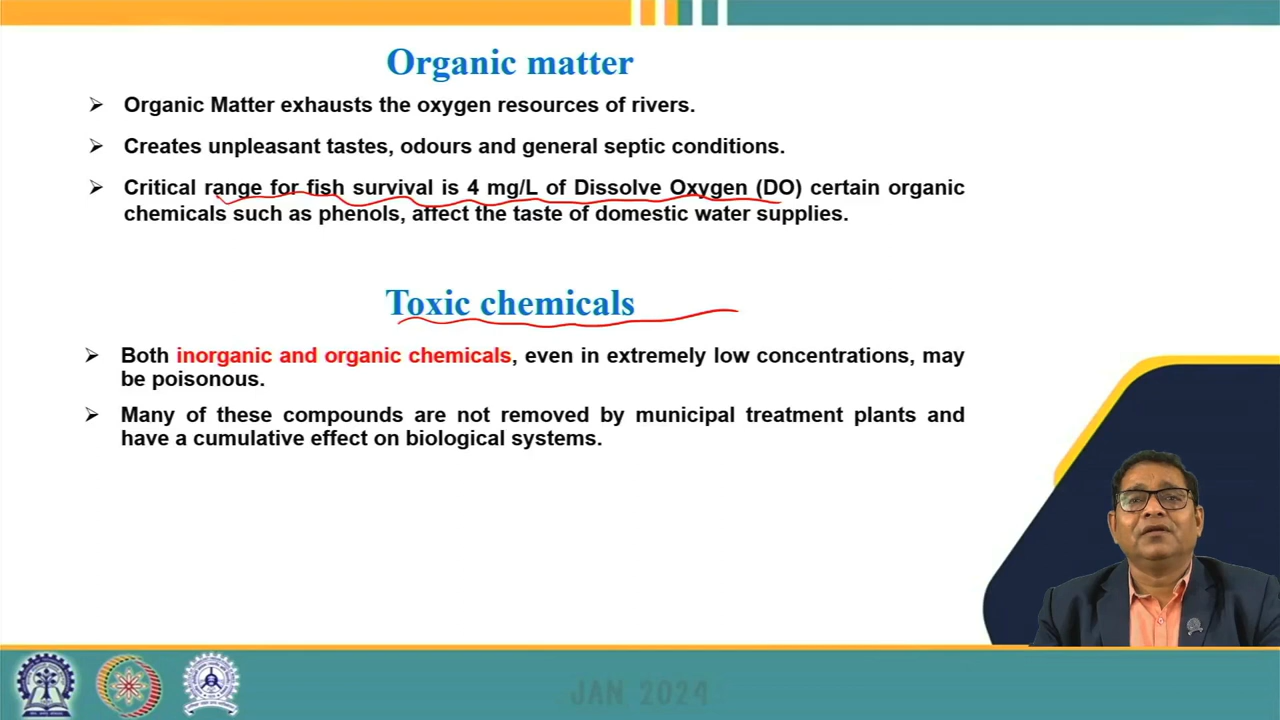 Organic matter
➢ Organic Matter exhausts the oxygen resources of rivers.
➢ Creates unpleasant tastes, odours and general septic conditions.
➢ Critical range for fish survival is 4 mg/L of Dissolve Oxygen (DO) certain organic
chemicals such as phenols, affect the taste of domestic water supplies.
Toxic chemicals
➢ Both inorganic and organic chemicals, even in extremely low concentrations, may
be poisonous.
➢ Many of these compounds are not removed by municipal treatment plants and
have a cumulative effect on biological systems.
JAN 2024